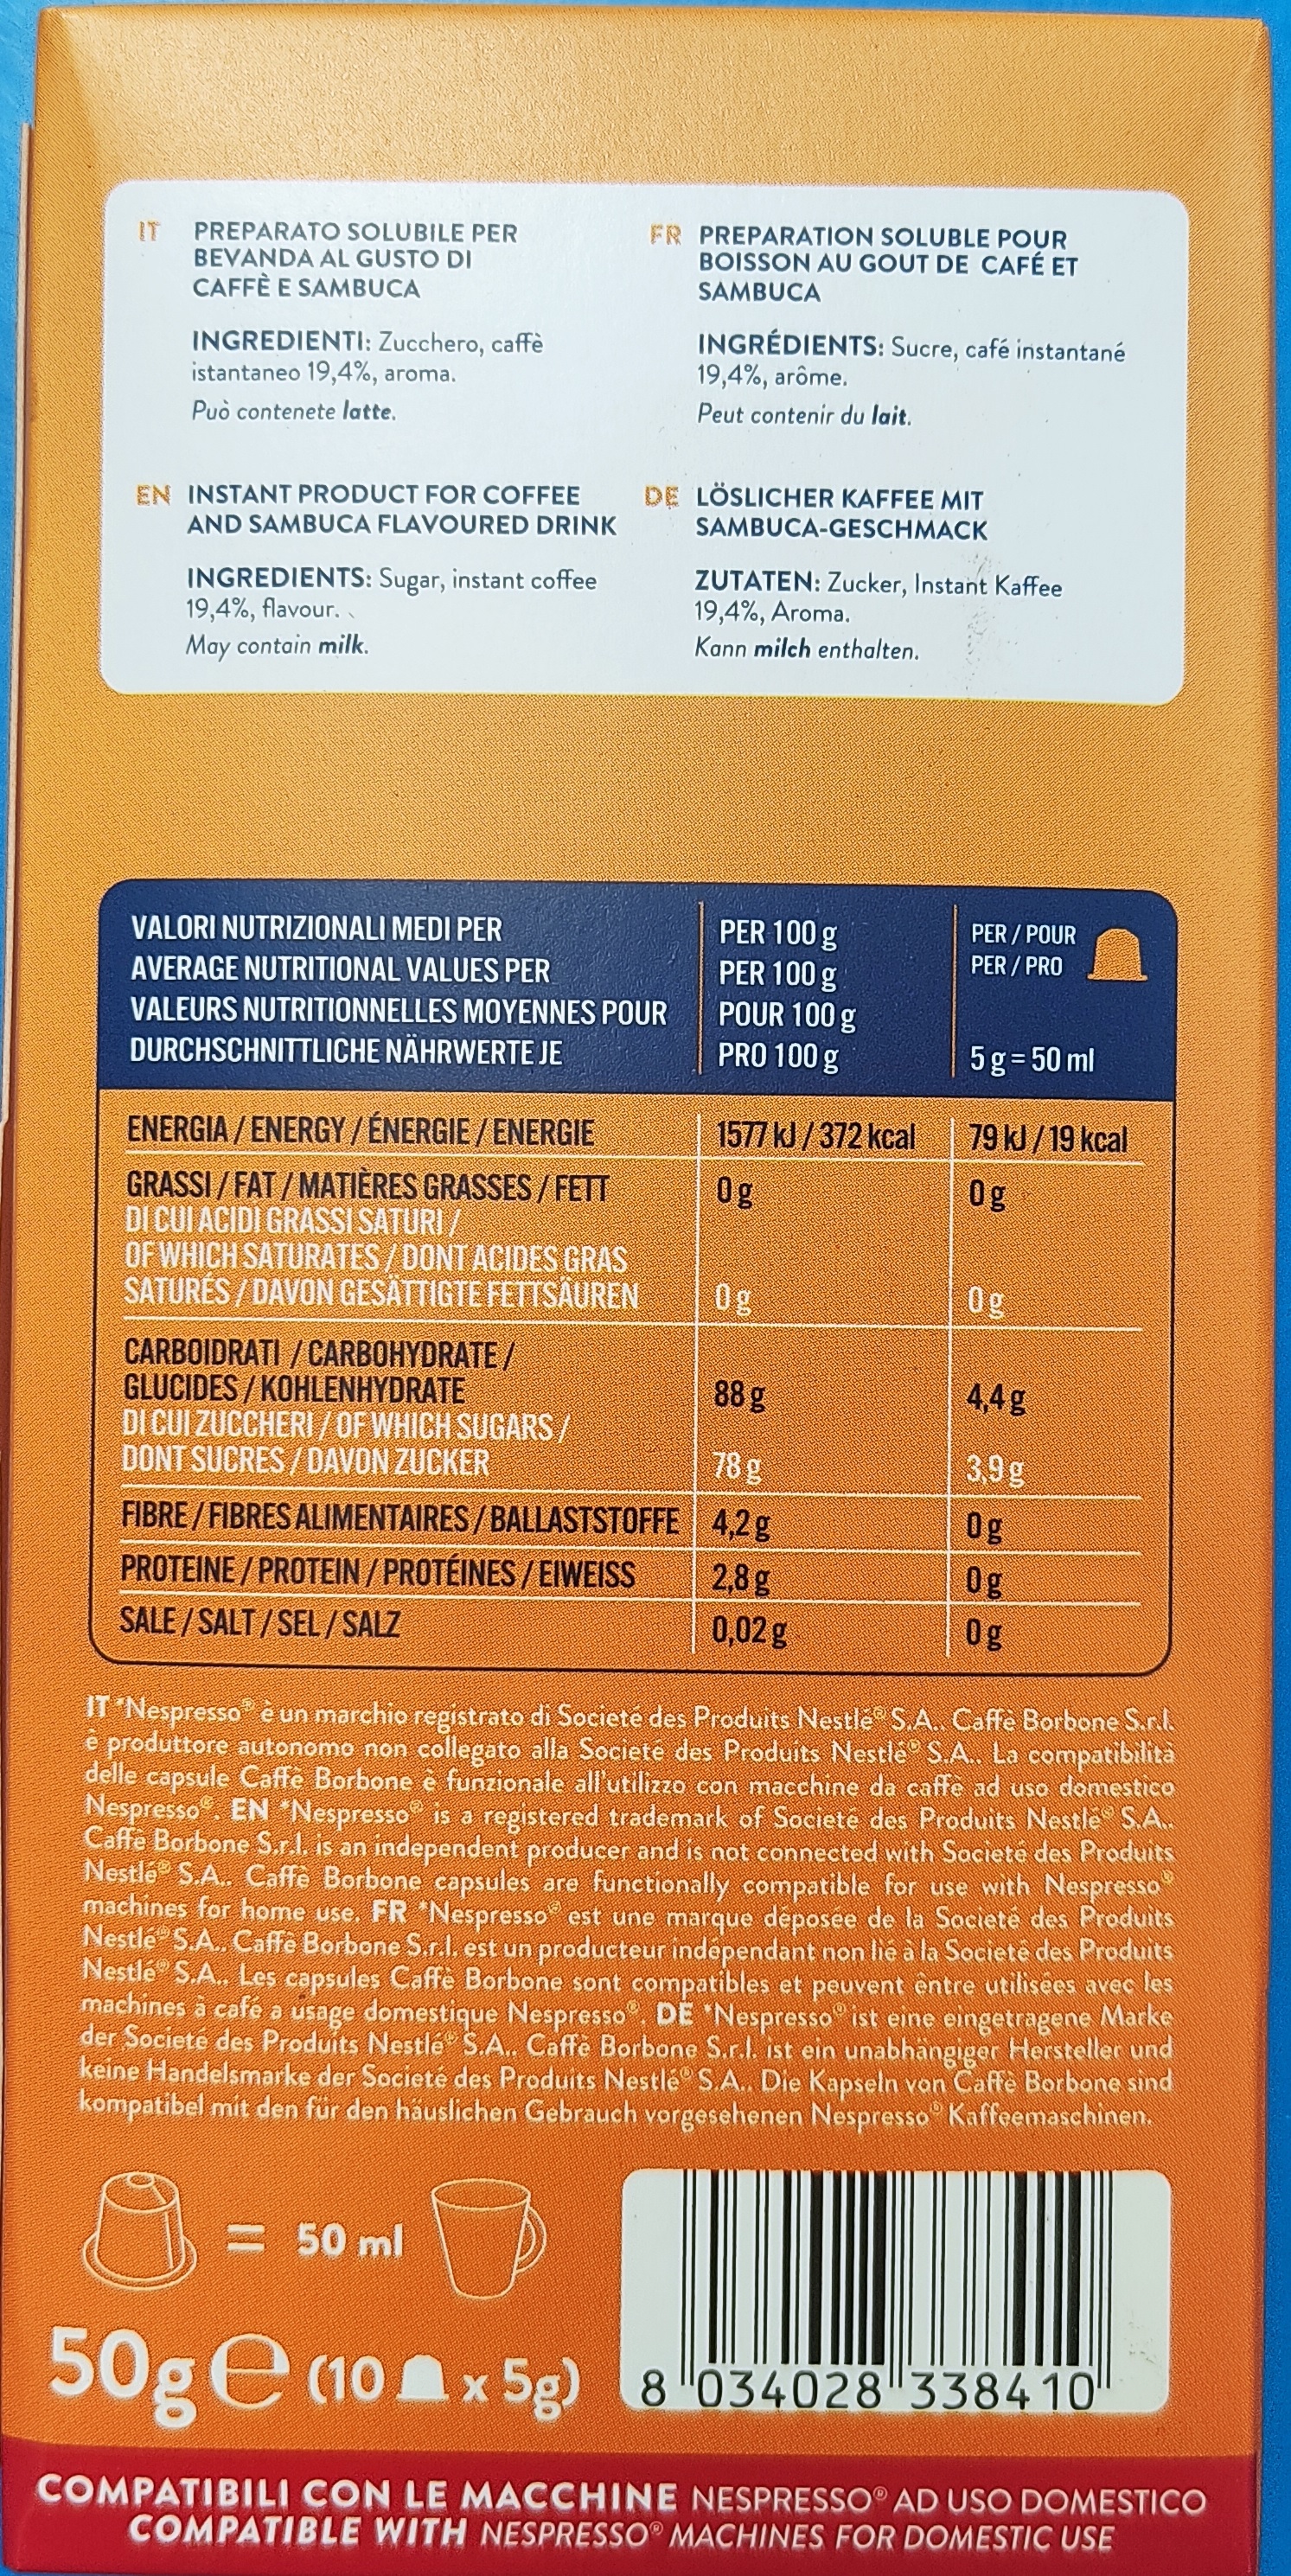 IT PREPARATO SOLUBILE PER
BEVANDA AL GUSTO DI
CAFFÈ E SAMBUCA
INGREDIENTI: Zucchero, caffè
istantaneo 19,4%, aroma.
Può contenete latte.
FR PREPARATION SOLUBLE POUR
BOISSON AU GOUT DE CAFÉ ET
SAMBUCA
INGRÉDIENTS: Sucre, café instantané
19,4%, arôme.
Peut contenir du lait.
EN INSTANT PRODUCT FOR COFFEE
AND SAMBUCA FLAVOURED DRINK
INGREDIENTS: Sugar, instant coffee
19,4%, flavour.
May contain milk.
DE LÖSLICHER KAFFEE MIT
SAMBUCA-GESCHMACK
ZUTATEN: Zucker, Instant Kaffee
19,4%, Aroma.
Kann milch enthalten.
VALORI NUTRIZIONALI MEDI PER PER 100 g PER / POUR
AVERAGE NUTRITIONAL VALUES PER PER 100 g PER / PRO
VALEURS NUTRITIONNELLES MOYENNES POUR POUR 100 g
DURCHSCHNITTLICHE NÄHRWERTE JE PRO 100 g 5 g = 50 ml
ENERGIA / ENERGY / ÉNERGIE / ENERGIE 1577 kJ / 372 kcal 79 kJ / 19 kcal
GRASSI / FAT / MATIÈRES GRASSES / FETT 0 g 0 g
DI CUI ACIDI GRASSI SATURI /
OF WHICH SATURATES / DONT ACIDES GRAS
SATURÉS / DAVON GESÄTTIGTE FETTSÄUREN 0 g 0 g
CARBOIDRATI / CARBOHYDRATE /
GLUCIDES / KOHLENHYDRATE 88 g 4,4 g
DI CUI ZUCCHERI / OF WHICH SUGARS /
DONT SUCRES / DAVON ZUCKER 78 g 3,9 g
FIBRE / FIBRES ALIMENTAIRES / BALLASTSTOFFE 4,2 g 0 g
PROTEINE / PROTEIN / PROTÉINES / EIWEISS 2,8 g 0 g
SALE / SALT / SEL / SALZ 0,02 g 0 g
IT *Nespresso® è un marchio registrato di Societé des Produits Nestlé® S.A.. Caffè Borbone S.r.l.
è produttore autonomo non collegato alla Societé des Produits Nestlé® S.A.. La compatibilità
delle capsule Caffè Borbone è funzionale all'utilizzo con macchine da caffè ad uso domestico
Nespresso®. EN *Nespresso® is a registered trademark of Societé des Produits Nestlé® S.A..
Caffè Borbone S.r.l. is an independent producer and is not connected with Societé des Produits
Nestlé® S.A.. Caffè Borbone capsules are functionally compatible for use with Nespresso®
machines for home use. FR *Nespresso® est une marque déposée de la Societé des Produits
Nestlé® S.A.. Caffè Borbone S.r.l. est un producteur indépendant non lié à la Societé des Produits
Nestlé® S.A.. Les capsules Caffè Borbone sont compatibles et peuvent êntre utilisées avec les
machines à café a usage domestique Nespresso®. DE *Nespresso® ist eine eingetragene Marke
der Societé des Produits Nestlé® S.A.. Caffè Borbone S.r.l. ist ein unabhängiger Hersteller und
keine Handelsmarke der Societé des Produits Nestlé® S.A.. Die Kapseln von Caffè Borbone sind
kompatibel mit den für den häuslichen Gebrauch vorgesehenen Nespresso® Kaffeemaschinen.
= 50 ml
50g e (10 x 5g)
8 034028 338410
COMPATIBILI CON LE MACCHINE NESPRESSO® AD USO DOMESTICO
COMPATIBLE WITH NESPRESSO® MACHINES FOR DOMESTIC USE